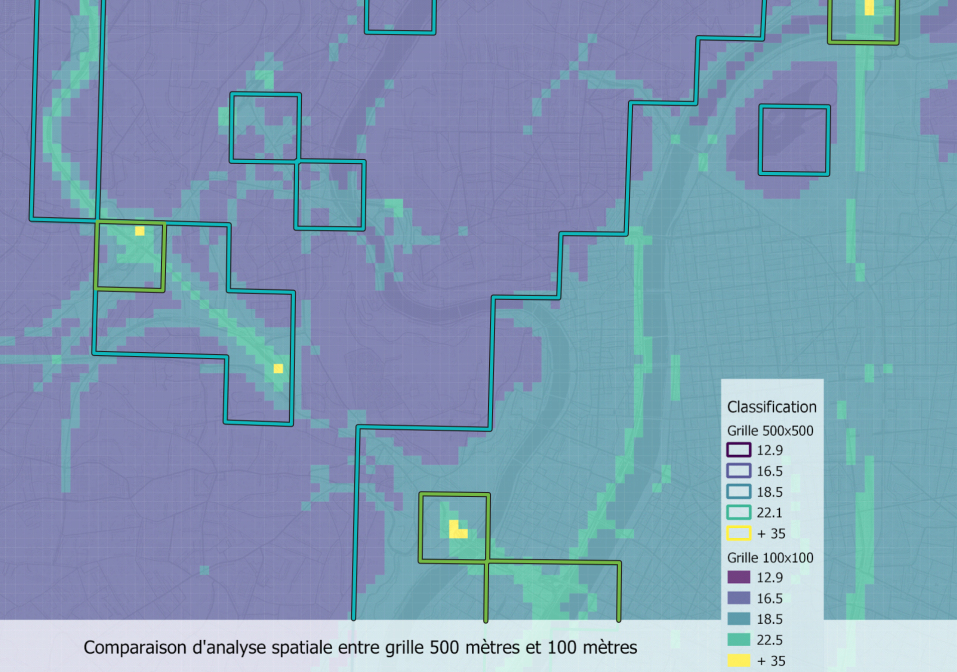 Classification
Grille 500x500
12.9
16.5
18.5
22.1
+ 35
Grille 100x100
12.9
16.5
18.5
22.5
+ 35
Comparaison d'analyse spatiale entre grille 500 mètres et 100 mètres